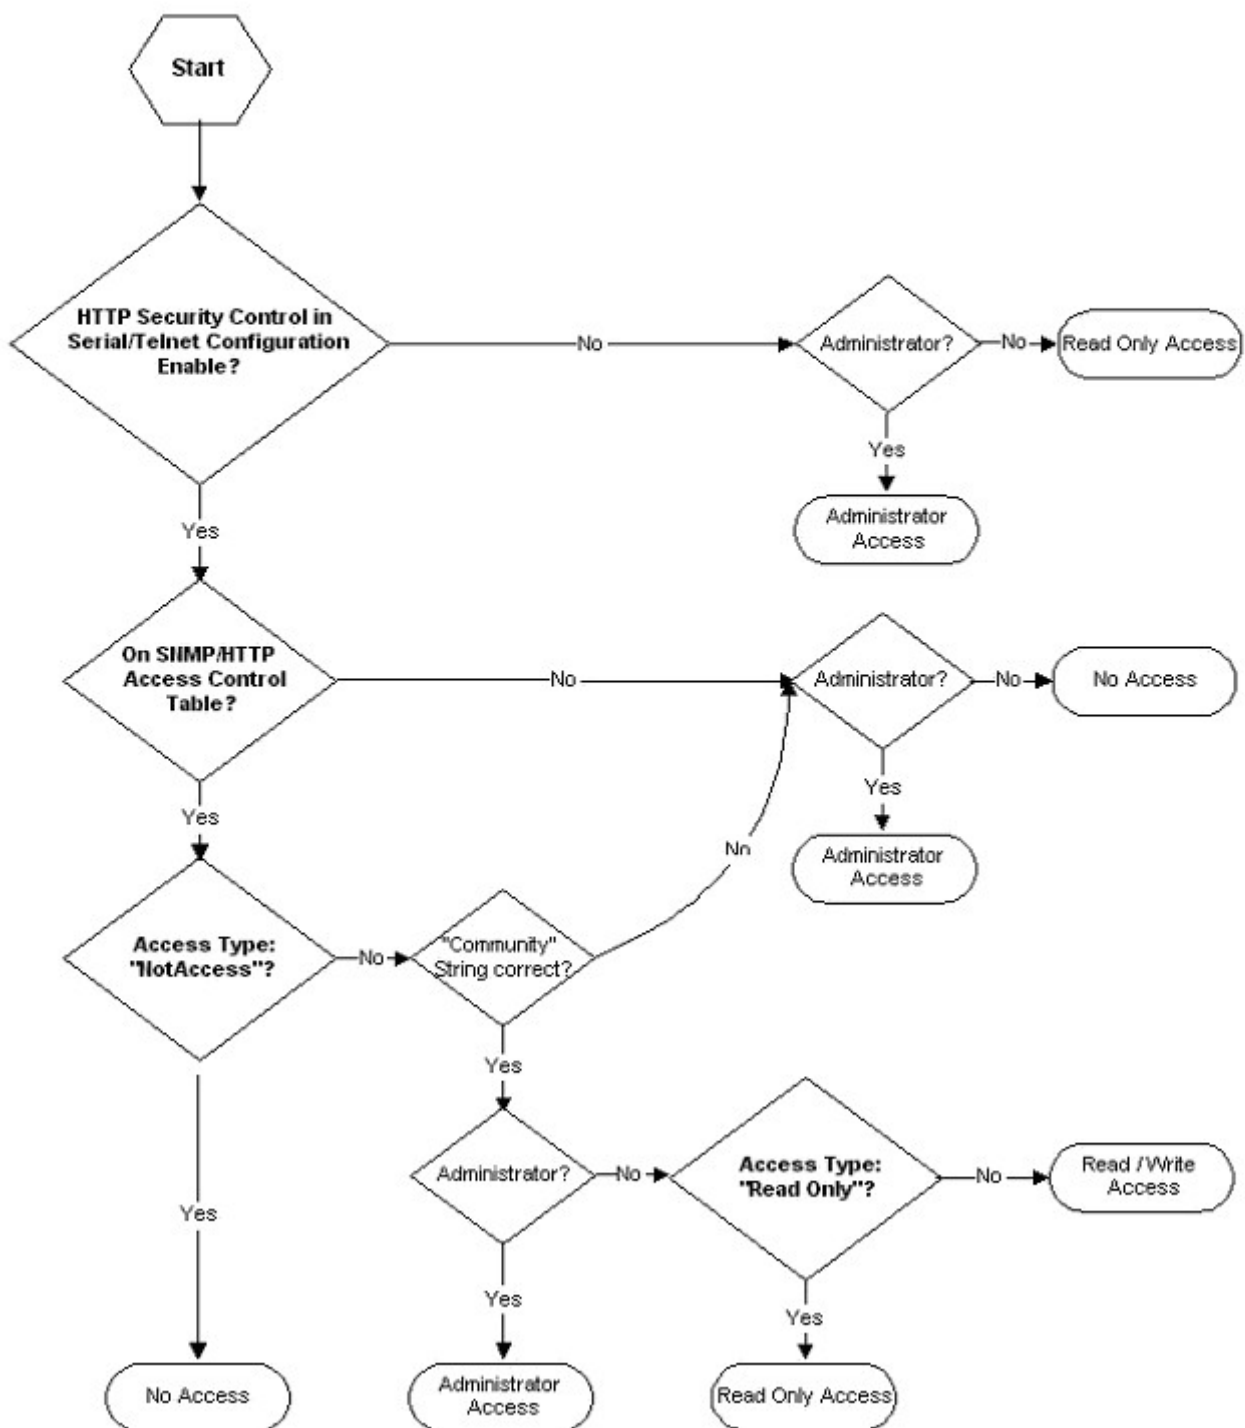 Start
HTTP Security Control in
Serial/Telnet Configuration
Enable?
No
Administrator?
No
Read Only Access
Yes
Administrator
Access
Yes
On SNMP/HTTP
Access Control
Table?
No
Administrator?
No
No Access
Yes
Administrator
Access
Yes
No
Access Type:
"NotAccess"?
No
"Community"
String correct?
Yes
Administrator?
No
Access Type:
"Read Only"?
No
Read / Write
Access
Yes
Yes
Yes
No Access
Administrator
Access
Read Only Access